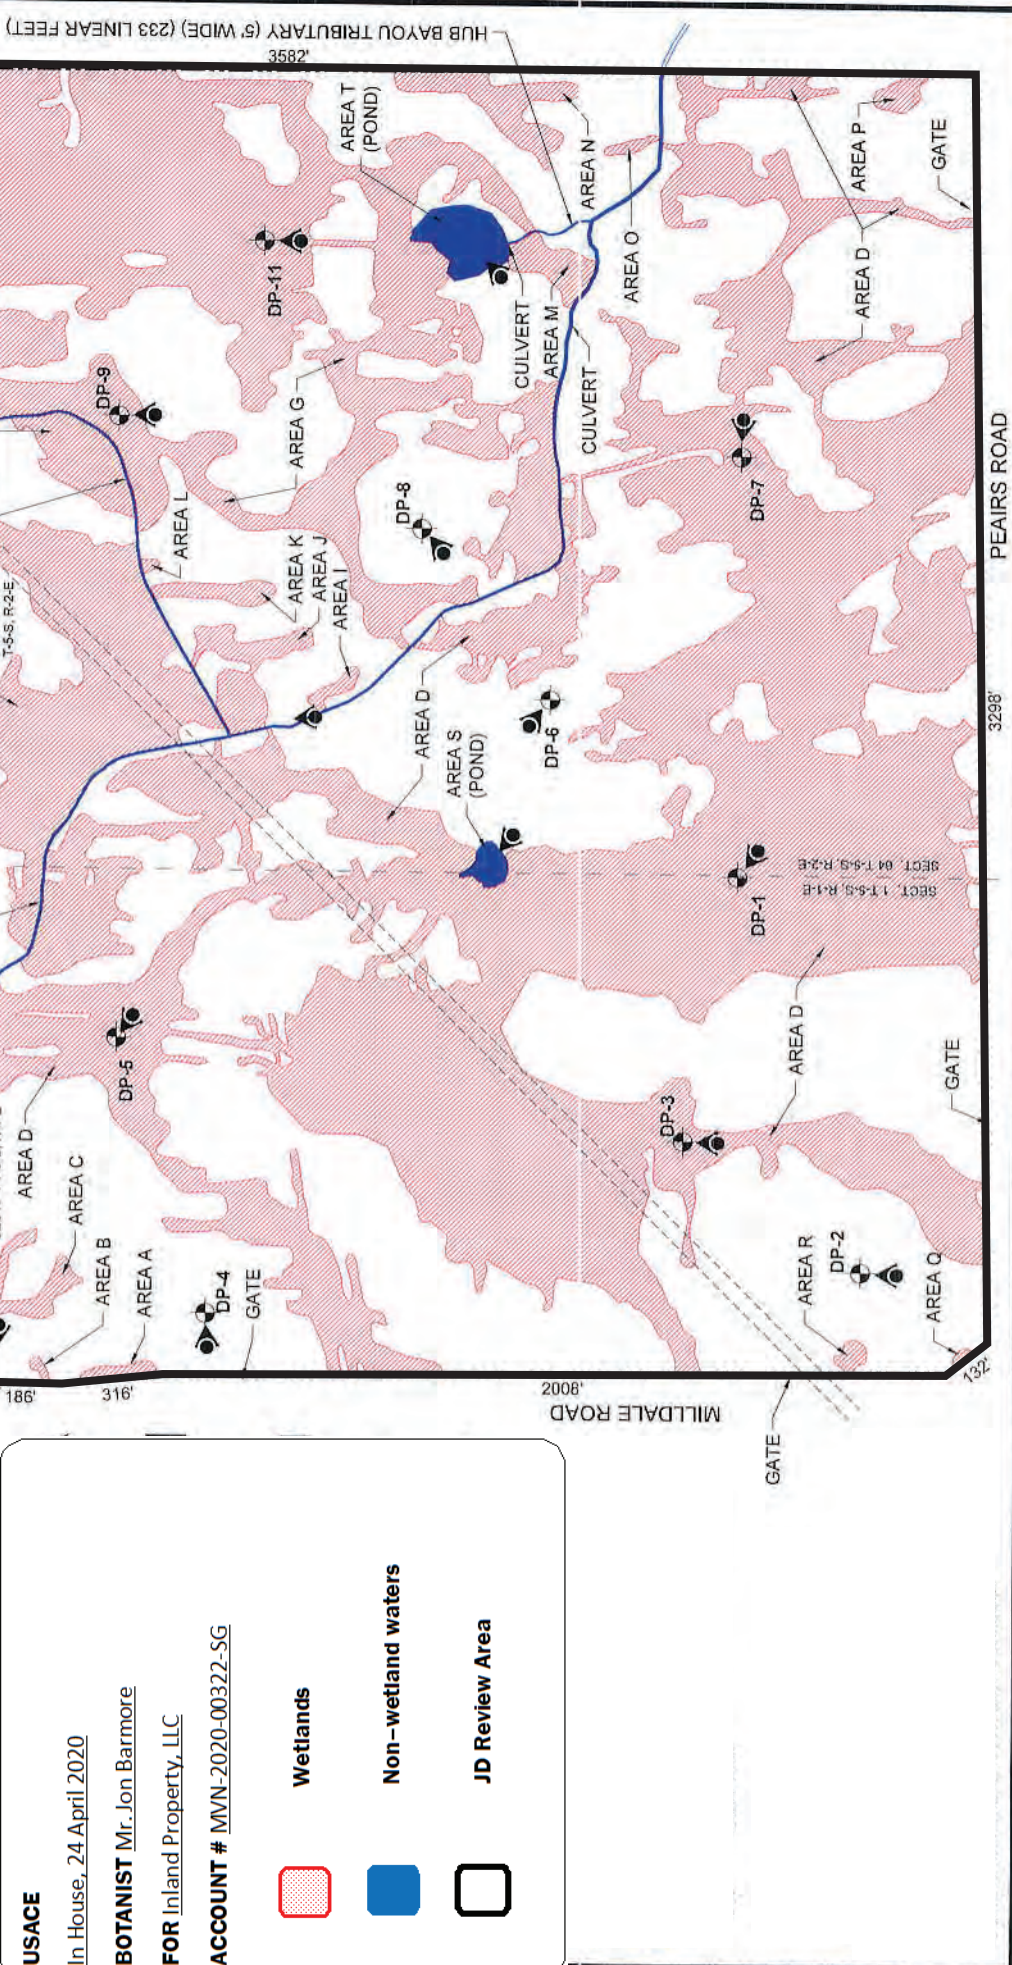 HUB BAYOU TRIBUTARY (5' WIDE) (233 LINEAR FEET)
3582'
AREA T
(POND)
AREA N
AREA P
GATE
DP-11
AREA O
AREA D
CULVERT
AREA M
CULVERT
DP-9
AREA G
AREA L
DP-8
AREA K
AREA J
AREA I
DP-7
PEAIRS ROAD
T-5-S, R-2-E
AREA D
AREA S
(POND)
DP-6
3298'
SECT. 04 T-5-S, R-2-E
SECT. 1 T-5-S, R-1-E
DP-1
AREA D
DP-5
DP-3
GATE
AREA D
AREA C
AREA B
AREA A
DP-4
GATE
AREA R
DP-2
AREA Q
186'
316'
2008'
132'
MILLDALE ROAD
GATE
USACE
In House, 24 April 2020
BOTANIST Mr. Jon Barmore
FOR Inland Property, LLC
ACCOUNT # MVN-2020-00322-SG
Wetlands
Non-wetland waters
JD Review Area